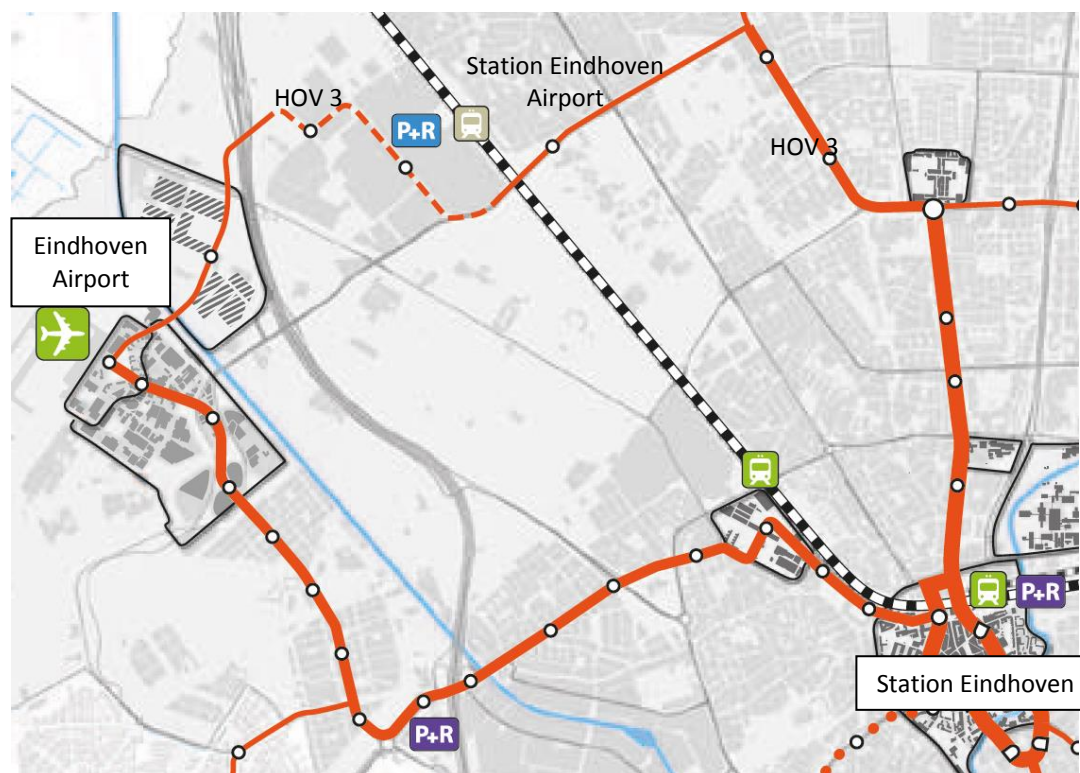 Station Eindhoven
Airport
HOV 3
P+R
HOV 3
Eindhoven
Airport
P+R
Station Eindhoven
P+R